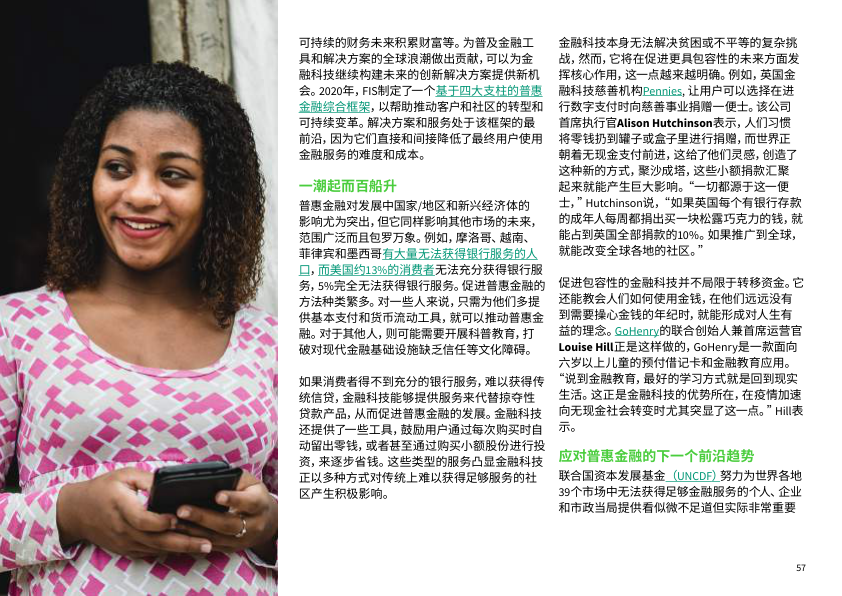 可持续的财务未来积累财富等。为普及金融工
具和解决方案的全球浪潮做出贡献，可以为金
融科技继续构建未来的创新解决方案提供新机
会。2020年，FIS制定了一个基于四大支柱的普惠
金融综合框架，以帮助推动客户和社区的转型和
可持续变革。解决方案和服务处于该框架的最
前沿，因为它们直接和间接降低了最终用户使用
金融服务的难度和成本。
一潮起而百船升
普惠金融对发展中国家/地区和新兴经济体的
影响尤为突出，但它同样影响其他市场的未来，
范围广泛而且包罗万象。例如，摩洛哥、越南、
菲律宾和墨西哥有大量无法获得银行服务的人
口，而美国约13%的消费者无法充分获得银行服
务，5%完全无法获得银行服务。促进普惠金融的
方法种类繁多。对一些人来说，只需为他们多提
供基本支付和货币流动工具，就可以推动普惠金
融。对于其他人，则可能需要开展科普教育，打
破对现代金融基础设施缺乏信任等文化障碍。
如果消费者得不到充分的银行服务，难以获得传
统信贷，金融科技能够提供服务来代替掠夺性
贷款产品，从而促进普惠金融的发展。金融科技
还提供了一些工具，鼓励用户通过每次购买时自
动留出零钱，或者甚至通过购买小额股份进行投
资，来逐步省钱。这些类型的服务凸显金融科技
正以多种方式对传统上难以获得足够服务的社
区产生积极影响。
金融科技本身无法解决贫困或不平等的复杂挑
战，然而，它将在促进更具包容性的未来方面发
挥核心作用，这一点越来越明确。例如，英国金
融科技慈善机构Pennies, 让用户可以选择在进
行数字支付时向慈善事业捐赠一便士。该公司
首席执行官Alison Hutchinson表示，人们习惯
将零钱扔到罐子或盒子里进行捐赠，而世界正
朝着无现金支付前进，这给了他们灵感，创造了
这种新的方式，聚沙成塔，这些小额捐款汇聚
起来就能产生巨大影响。“一切都源于这一便
士，” Hutchinson说，“如果英国每个有银行存款
的成年人每周都捐出买一块松露巧克力的钱，就
能占到英国全部捐款的10%。如果推广到全球，
就能改变全球各地的社区。”
促进包容性的金融科技并不局限于转移资金。它
还能教会人们如何使用金钱，在他们远远没有
到需要操心金钱的年纪时，就能形成对人生有
益的理念。GoHenry的联合创始人兼首席运营官
Louise Hill正是这样做的，GoHenry是一款面向
六岁以上儿童的预付借记卡和金融教育应用。
“说到金融教育，最好的学习方式就是回到现实
生活。这正是金融科技的优势所在，在疫情加速
向无现金社会转变时尤其突显了这一点。” Hill表
示。
应对普惠金融的下一个前沿趋势
联合国资本发展基金（UNCDF）努力为世界各地
39个市场中无法获得足够金融服务的个人、企业
和市政当局提供看似微不足道但实际非常重要
57